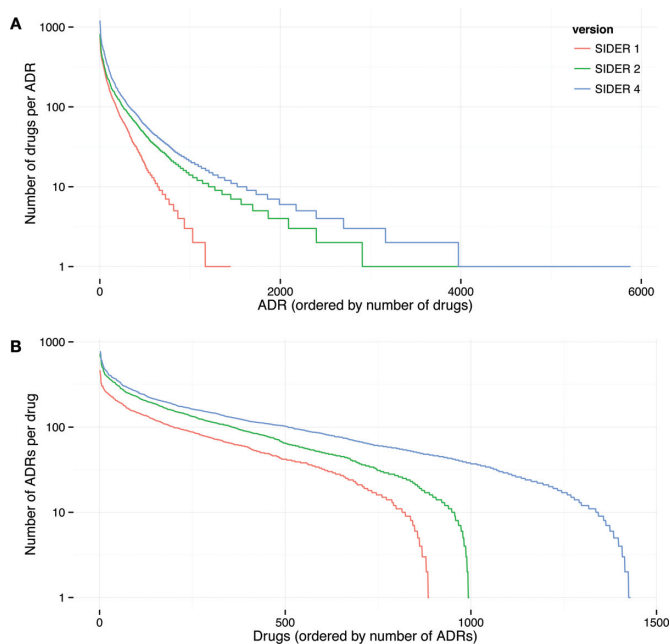 A
version
SIDER 1
SIDER 2
SIDER 4
Number of drugs per ADR
1000
100
10
1
0
2000
4000
6000
ADR (ordered by number of drugs)
B
Number of ADRs per drug
1000
100
10
1
0
500
1000
1500
Drugs (ordered by number of ADRs)